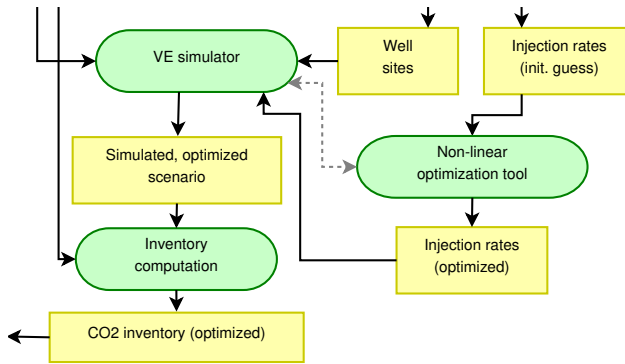 VE simulator
Well
sites
Injection rates
(init. guess)
Simulated, optimized
scenario
Non-linear
optimization tool
Inventory
computation
Injection rates
(optimized)
CO2 inventory (optimized)